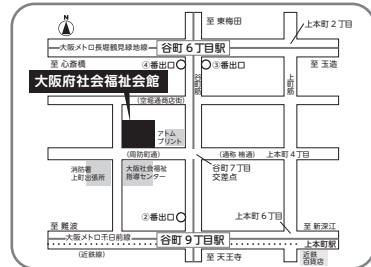 N
至 東梅田
上本町2丁目
大阪メトロ長堀鶴見緑地線
谷町6丁目駅
至 心斎橋
④番出口
③番出口
至 玉造
大阪府社会福祉会館
谷町筋
上町筋
(空堀通商店街)
アトム
プリント
(周防町通)
(通称 楠通)
上本町4丁目
消防署
上町出張所
大阪社会福祉
指導センター
谷町7丁目
交差点
②番出口
上本町6丁目
至 難波
至 新深江
大阪メトロ千日前線
谷町9丁目駅
上本町駅
(近鉄線)
至 天王寺
近鉄
百貨店